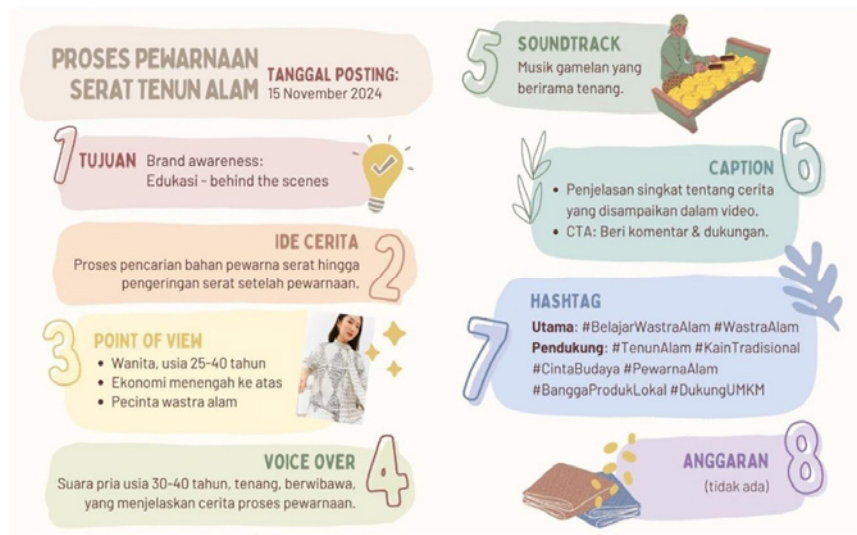 PROSES PEWARNAAN
SERAT TENUN ALAM
TANGGAL POSTING:
15 November 2024
1
TUJUAN
Brand awareness:
Edukasi - behind the scenes
IDE CERITA
2
Proses pencarian bahan pewarna serat hingga
pengeringan serat setelah pewarnaan.
3
POINT OF VIEW
• Wanita, usia 25-40 tahun
• Ekonomi menengah ke atas
• Pecinta wastra alam
VOICE OVER
4
Suara pria usia 30-40 tahun, tenang, berwibawa,
yang menjelaskan cerita proses pewarnaan.
5
SOUNDTRACK
Musik gamelan yang
berirama tenang.
CAPTION
6
• Penjelasan singkat tentang cerita
yang disampaikan dalam video.
• CTA: Beri komentar & dukungan.
7
HASHTAG
Utama: #BelajarWastraAlam #WastraAlam
Pendukung: #TenunAlam #KainTradisional
#CintaBudaya #PewarnaAlam
#BanggaProdukLokal #DukungUMKM
ANGGARAN
8
(tidak ada)